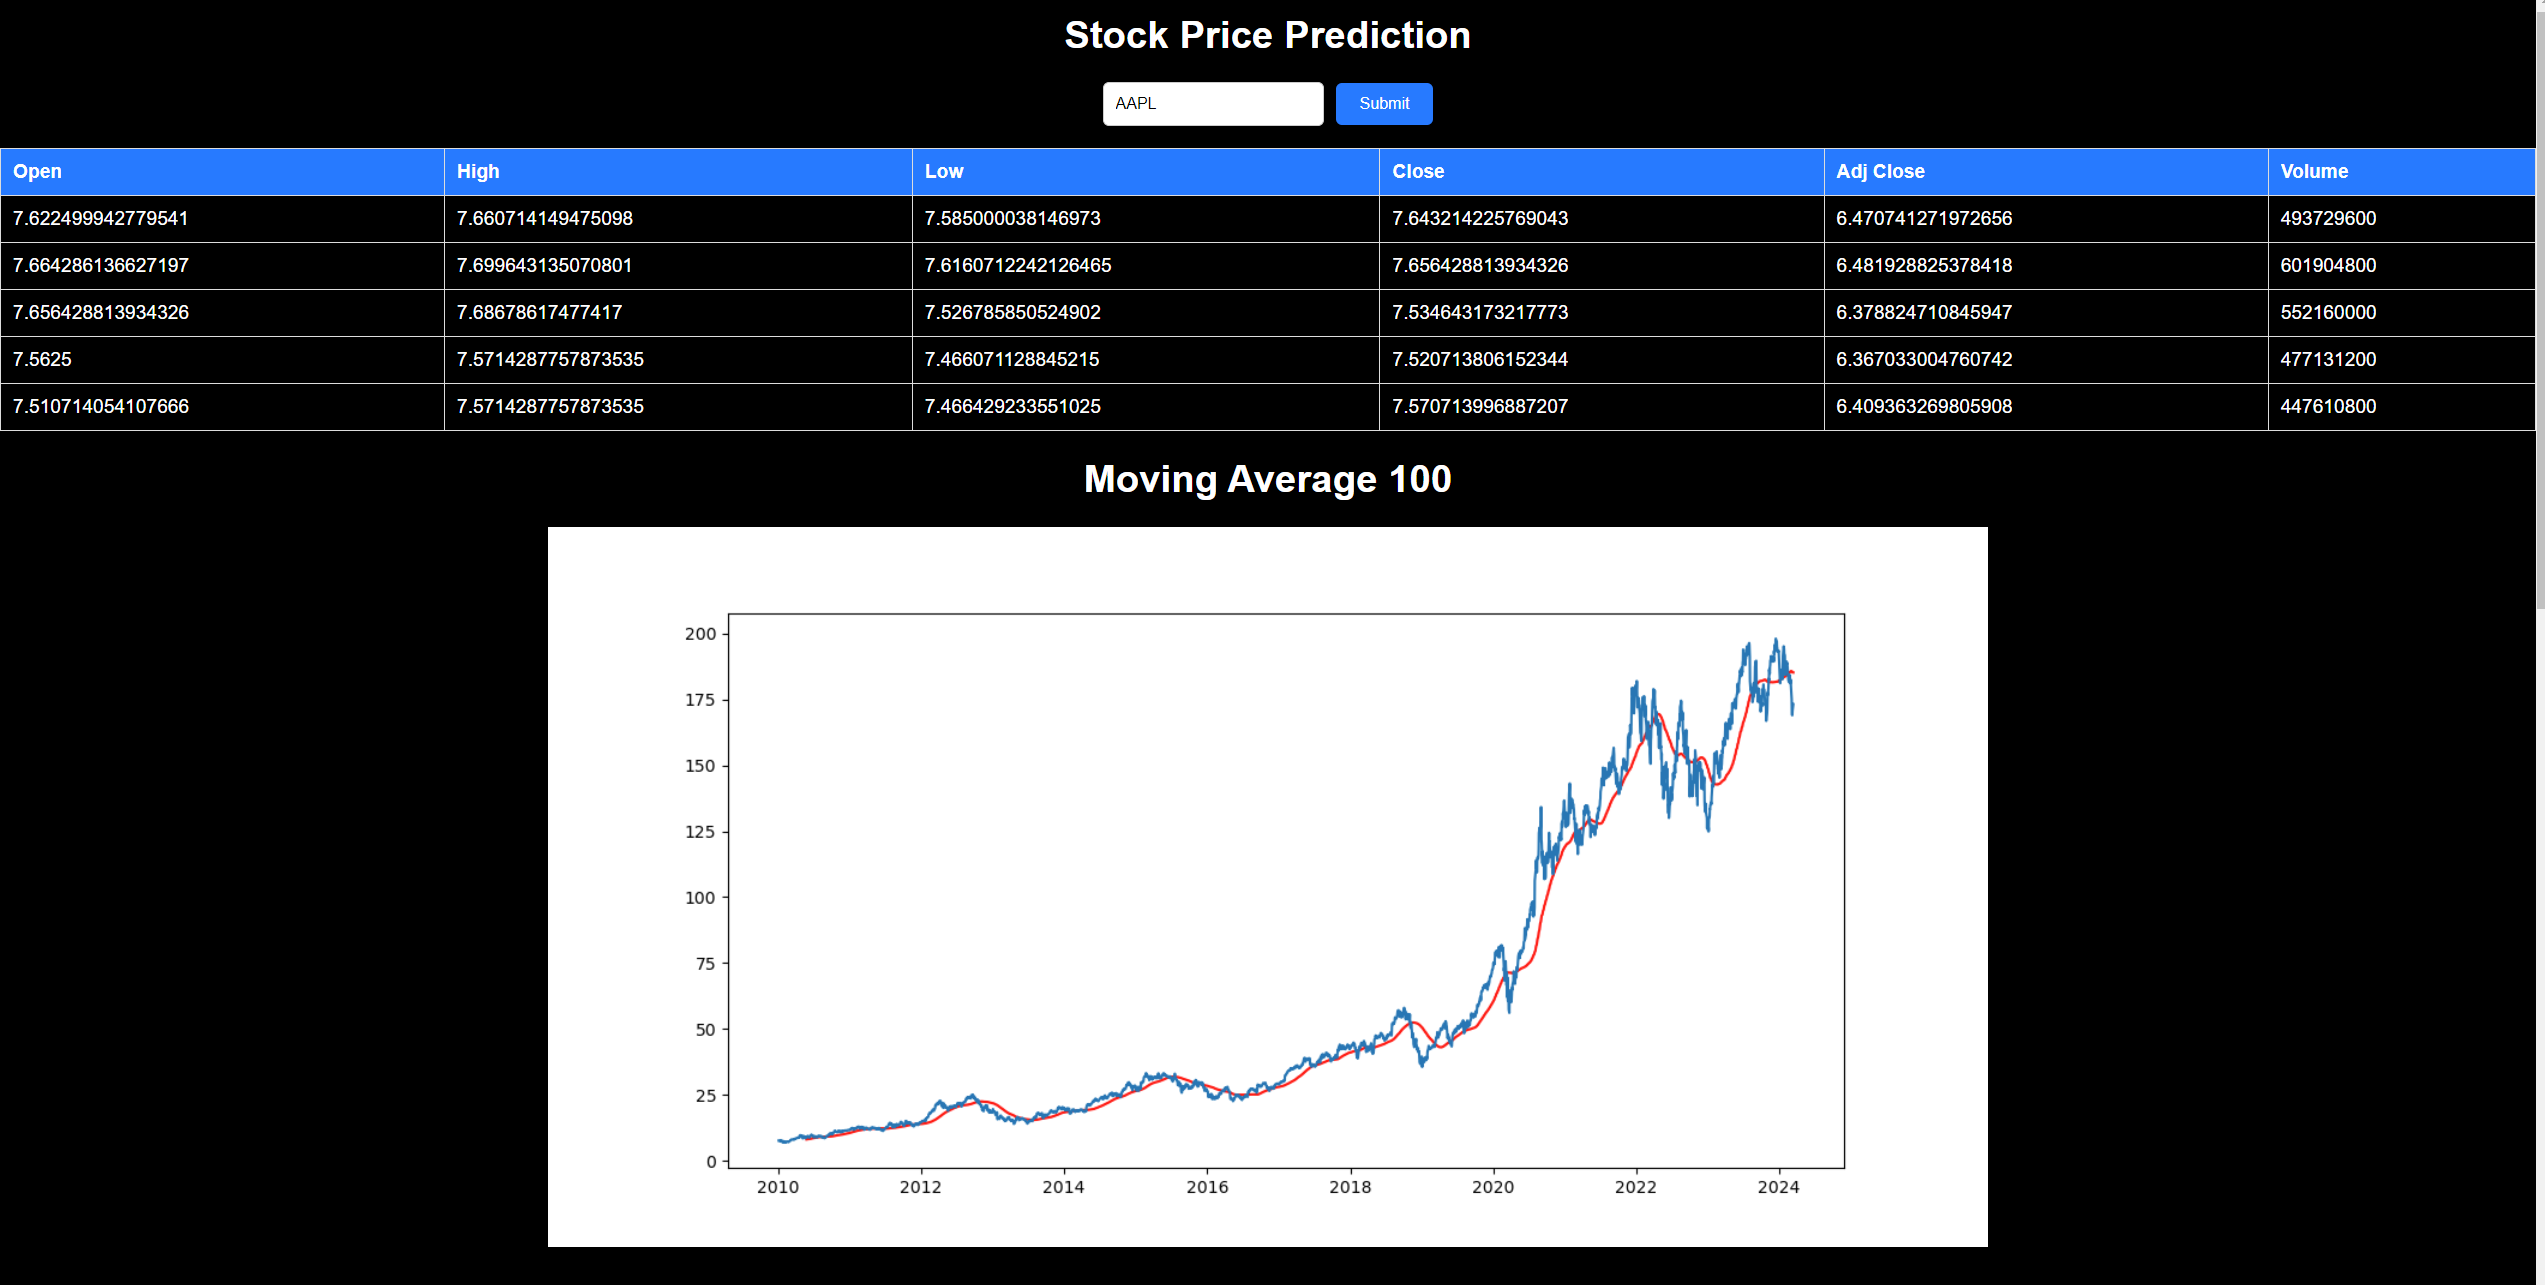 Stock Price Prediction
AAPL Submit
Open High Low Close Adj Close Volume
7.622499942779541 7.660714149475098 7.585000038146973 7.643214225769043 6.470741271972656 493729600
7.664286136627197 7.699643135070801 7.6160712242126465 7.656428813934326 6.481928825378418 601904800
7.656428813934326 7.68678617477417 7.526785850524902 7.534643173217773 6.378824710845947 552160000
7.5625 7.5714287757873535 7.466071128845215 7.520713806152344 6.367033004760742 477131200
7.510714054107666 7.5714287757873535 7.466429233551025 7.570713996887207 6.409363269805908 447610800
Moving Average 100
200
175
150
125
100
75
50
25
0
2010 2012 2014 2016 2018 2020 2022 2024